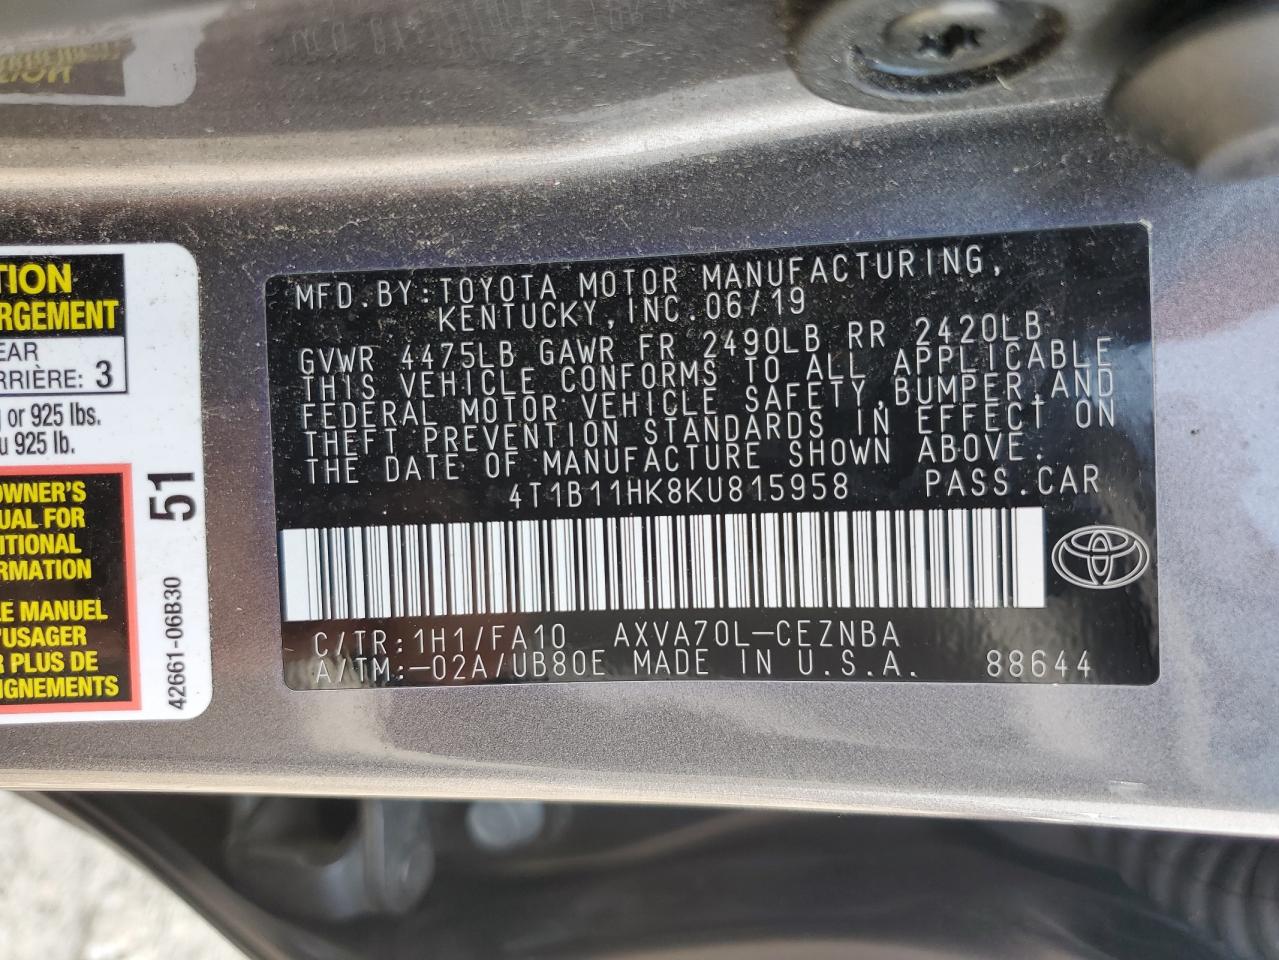 TION
RGEMENT
EAR
RRIÈRE: 3
or 925 lbs.
925 lb.
OWNER'S
UAL FOR
ITIONAL
RMATION
E MANUEL
'USAGER
R PLUS DE
IGNEMENTS
51
42661-06B30
MFD.BY:TOYOTA MOTOR MANUFACTURING,
KENTUCKY,INC.06/19
GVWR 4475LB GAWR FR 2490LB RR 2420LB
THIS VEHICLE CONFORMS TO ALL APPLICABLE
FEDERAL MOTOR VEHICLE SAFETY,BUMPER,AND
THEFT PREVENTION STANDARDS IN EFFECT ON
THE DATE OF MANUFACTURE SHOWN ABOVE.
4T1B11HK8KU815958 PASS.CAR
C/TR:1H1/FA10 AXVA70L-CEZNBA
A/TM:-02A/UB80E MADE IN U.S.A. 88644